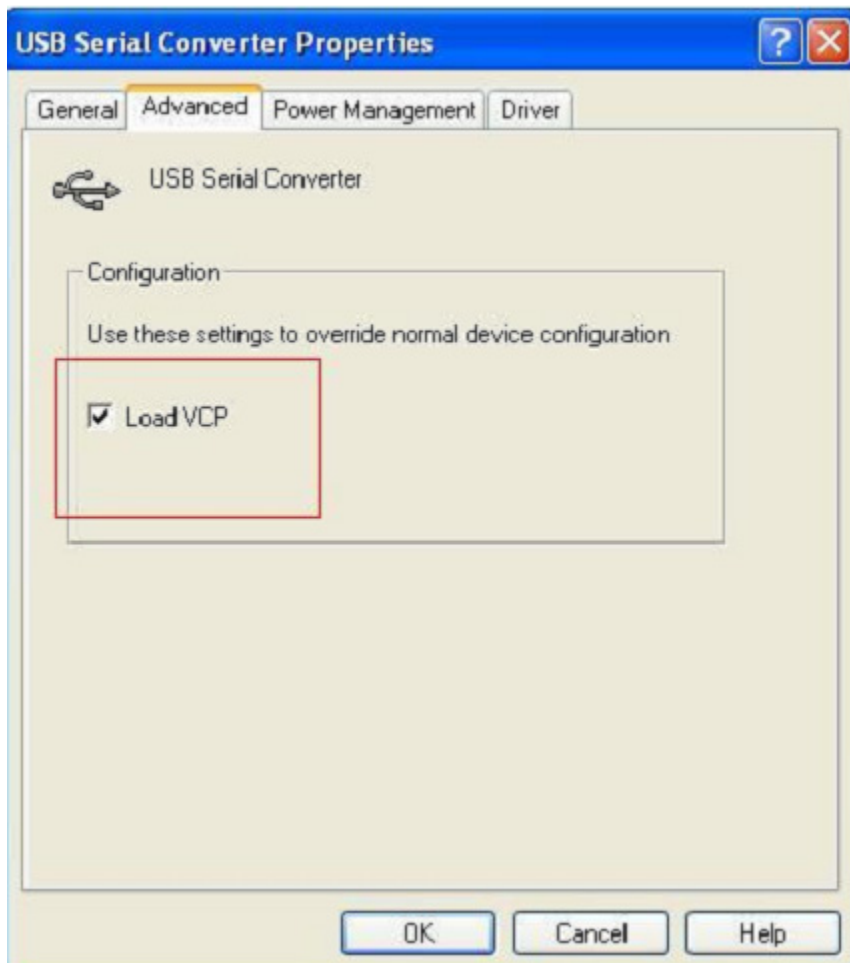 USB Serial Converter Properties
General Advanced Power Management Driver
USB Serial Converter
Configuration
Use these settings to override normal device configuration
Load VCP
OK Cancel Help